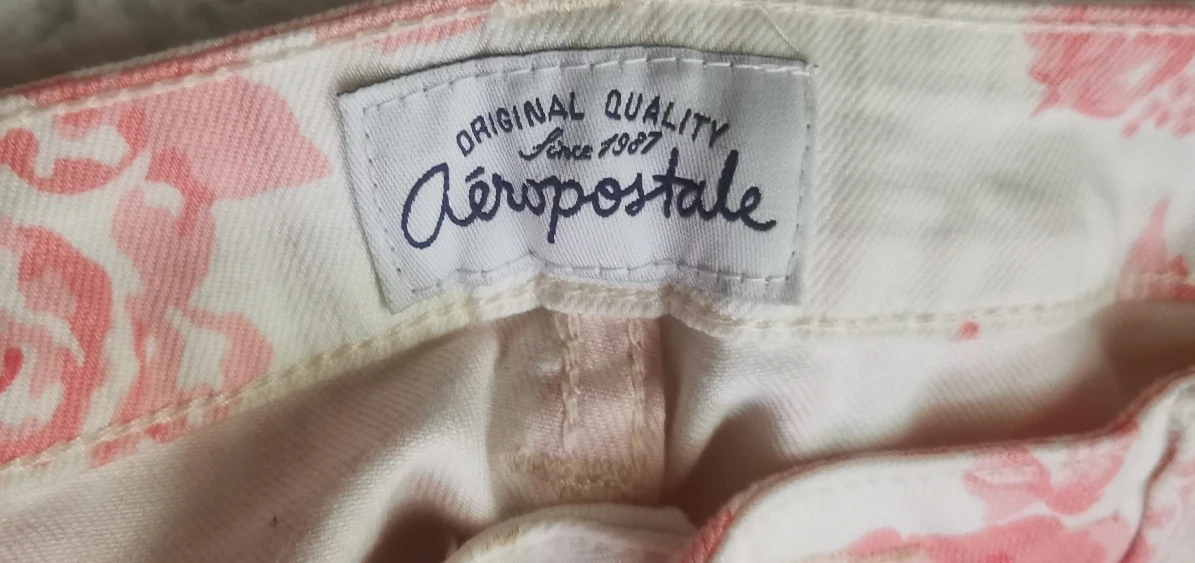 ORIGINAL QUALITY
Since 1987
aéropostale